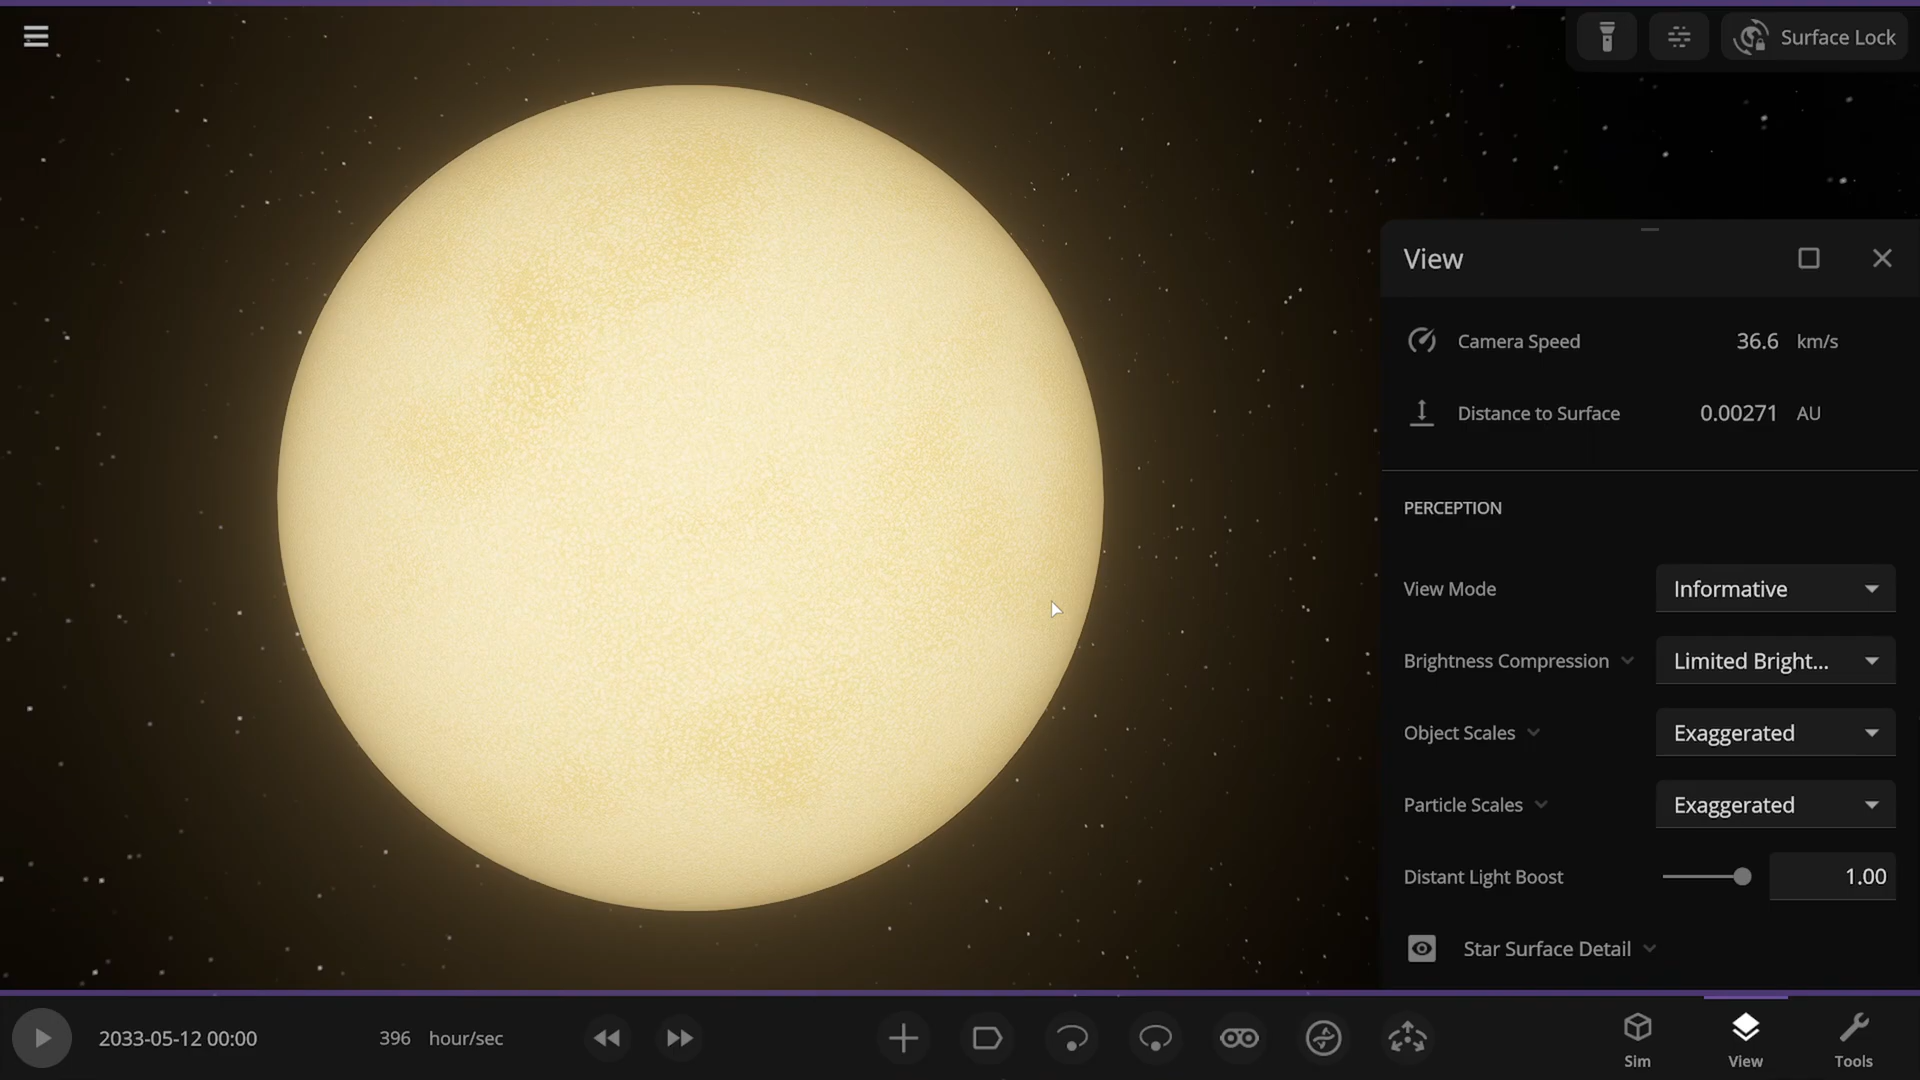 Surface Lock
View
Camera Speed 36.6 km/s
Distance to Surface 0.00271 AU
PERCEPTION
View Mode Informative
Brightness Compression Limited Bright...
Object Scales Exaggerated
Particle Scales Exaggerated
Distant Light Boost 1.00
Star Surface Detail
2033-05-12 00:00 396 hour/sec
Sim View Tools